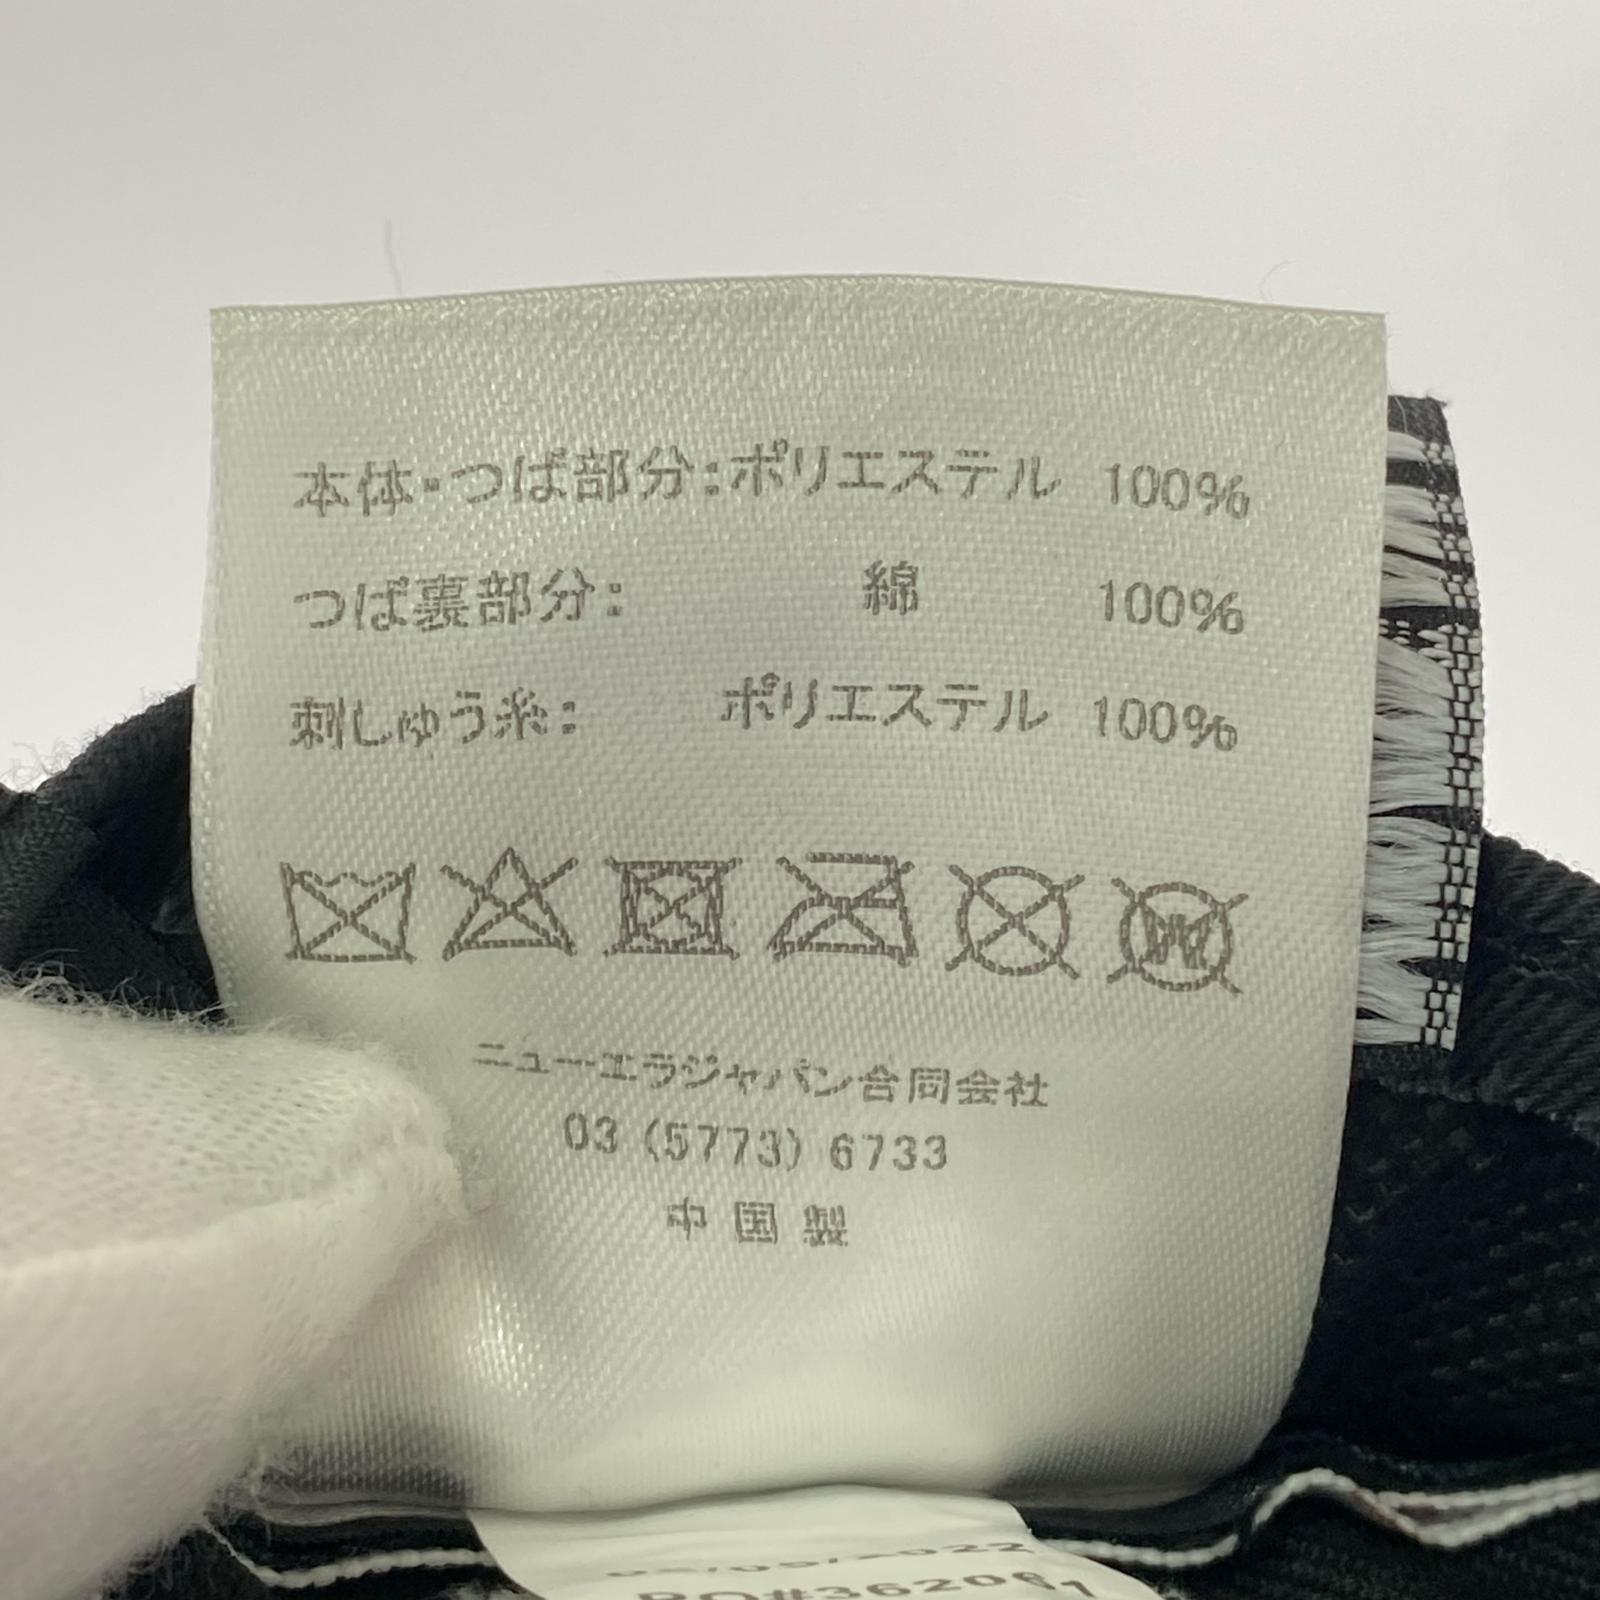 本体・つば部分:ポリエステル 100%
つば裏部分: 綿 100%
刺しゅう糸: ポリエステル 100%
W
ニューエラジャパン合同会社
03 (5773) 6733
中国製